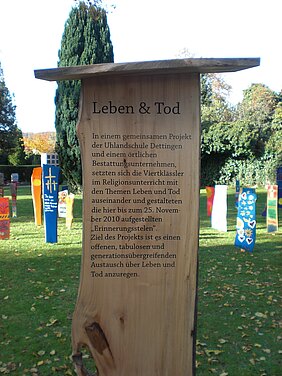 Leben & Tod
In einem gemeinsamen Projekt
der Uhlandschule Dettingen
und einem örtlichen
Bestattungsunternehmen,
setzten sich die Viertklässler
im Religionsunterricht mit
den Themen Leben und Tod
auseinander und gestalteten
die hier bis zum 25. Novem-
ber 2010 aufgestellten
„Erinnerungsstelen“.
Ziel des Projekts ist es einen
offenen, tabulosen und
generationsübergreifenden
Austausch über Leben und
Tod anzuregen.